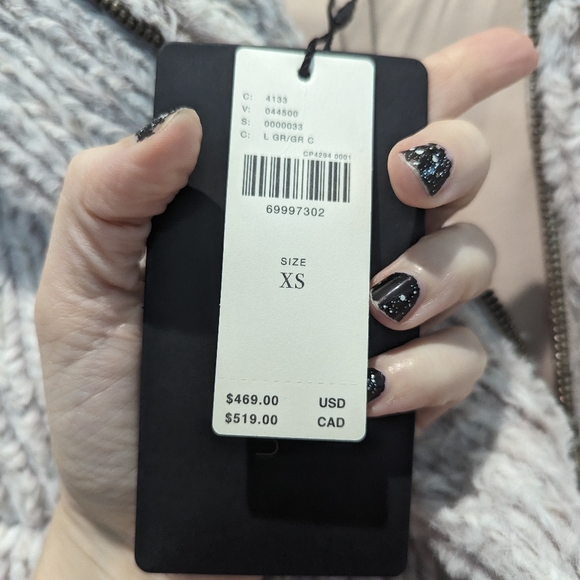 C: 4133
V: 044500
S: 0000033
C: L GR/GR C
CP4294 0001
69997302
SIZE
XS
$469.00 USD
$519.00 CAD